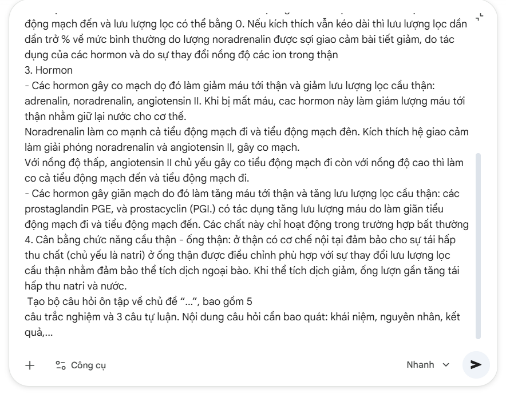 động mạch đến và lưu lượng lọc có thể bằng 0. Nếu kích thích vẫn kéo dài thì lưu lượng lọc dần
dần trở % về mức bình thường do lượng noradrenalin được sợi giao cảm bài tiết giảm, do tác
dụng của các hormon và do sự thay đổi nồng độ các ion trong thận
3. Hormon
- Các hormon gây co mạch dọ đó làm giảm máu tới thận và giảm lưu lượng lọc cầu thận:
adrenalin, noradrenalin, angiotensin II. Khi bị mất máu, cac hormon này làm giám lượng máu tới
thận nhằm giữ lại nước cho cơ thể.
Noradrenalin làm co mạnh cả tiểu động mạch đi và tiểu động mạch đên. Kích thích hệ giao cảm
làm giải phóng noradrenalin và angiotensin II, gây co mạch.
Với nồng độ thấp, angiotensin II chủ yếu gây co tiểu động mạch đi còn với nồng độ cao thì làm
co cả tiểu động mạch đến và tiểu động mạch đi.
- Các hormon gây giãn mạch do đó làm tăng máu tới thận và tăng lưu lượng lọc cầu thận: các
prostaglandin PGE, và prostacyclin (PGI.) có tác dụng tăng lưu lượng máu do làm giãn tiểu
động mạch đi và tiểu động mạch đến. Các chất này chỉ hoạt động trong trường hợp bất thường
4. Cân bằng chức năng cầu thận - ống thận: ở thận có cơ chế nội tại đảm bảo cho sự tái hấp
thu chất (chủ yếu là natri) ở ống thận được điều chỉnh phù hợp với sự thay đổi lưu lượng lọc
cầu thận nhằm đảm bảo thể tích dịch ngoại bào. Khi thể tích dịch giảm, ống lượn gần tăng tái
hấp thu natri và nước.
Tạo bộ câu hỏi ôn tập về chủ đề “...”, bao gồm 5
câu trắc nghiệm và 3 câu tự luận. Nội dung câu hỏi cần bao quát: khái niệm, nguyên nhân, kết
quả,...
Công cụ
Nhanh